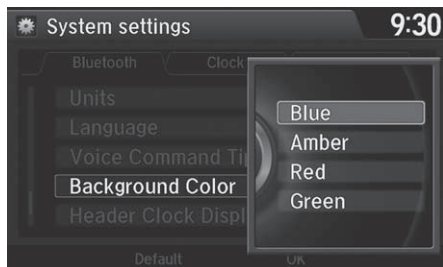 System settings
9:30
Bluetooth
Clock
Units
Language
Voice Command Ti
Background Color
Header Clock Displ
Blue
Amber
Red
Green
Default
OK